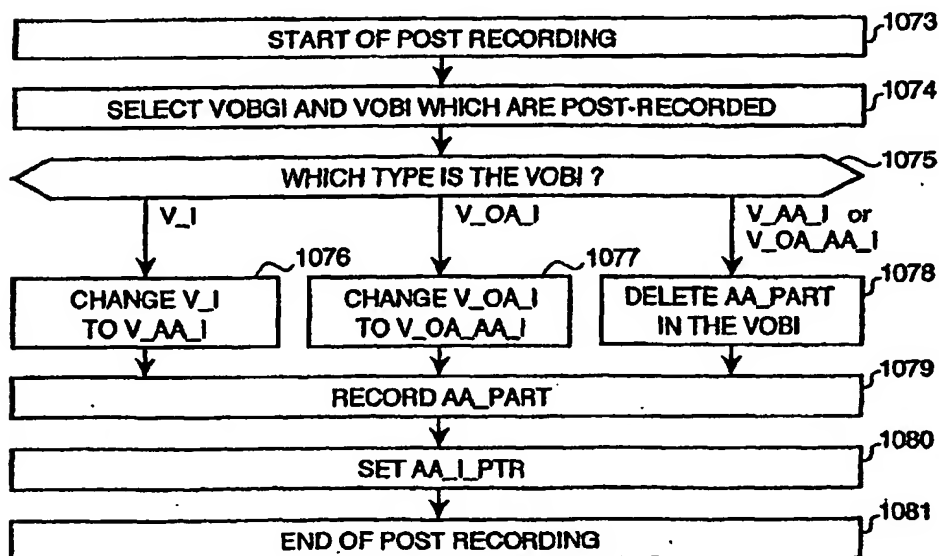 START OF POST RECORDING
1073
SELECT VOBGI AND VOBI WHICH ARE POST-RECORDED
1074
WHICH TYPE IS THE VOBI ?
1075
V_I
V_OA_I
V_AA_I or
V_OA_AA_I
1076
CHANGE V_I
TO V_AA_I
1077
CHANGE V_OA_I
TO V_OA_AA_I
1078
DELETE AA_PART
IN THE VOBI
1079
RECORD AA_PART
1080
SET AA_I_PTR
1081
END OF POST RECORDING